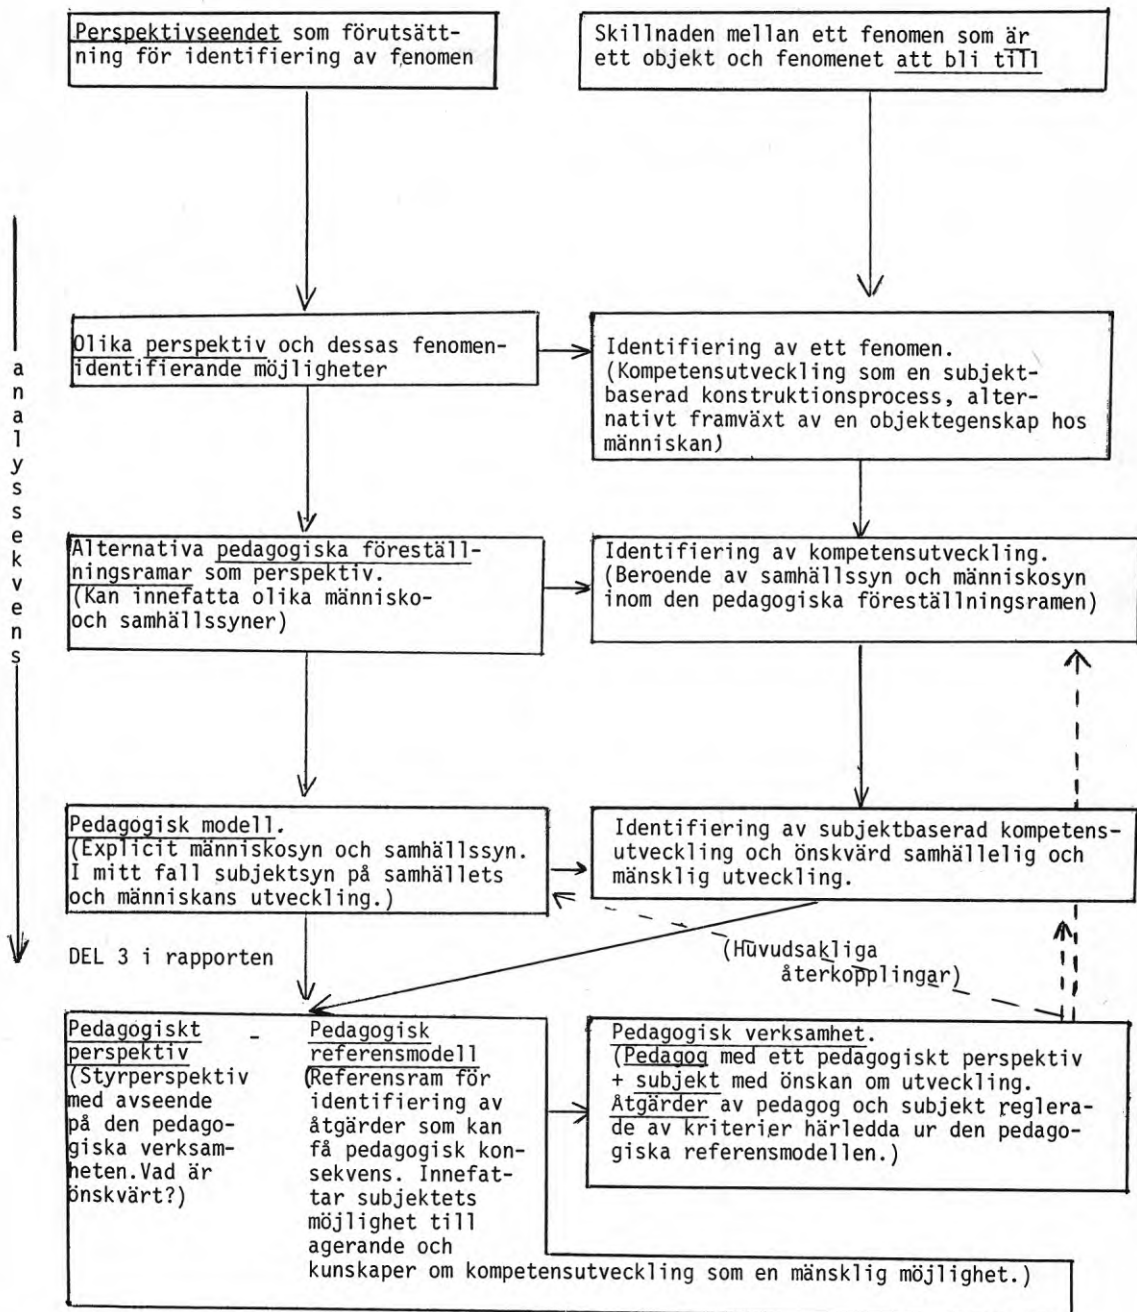 Perspektivseendet som förutsätt-
ning för identifiering av fenomen
Skillnaden mellan ett fenomen som är
ett objekt och fenomenet att bli till
analyssekvens
Olika perspektiv och dessas fenomen-
identifierande möjligheter
Identifiering av ett fenomen.
(Kompetensutveckling som en subjekt-
baserad konstruktionsprocess, alter-
nativt framväxt av en objektegenskap hos
människan)
Alternativa pedagogiska föreställ-
ningsramar som perspektiv.
(Kan innefatta olika människo-
och samhällssyner)
Identifiering av kompetensutveckling.
(Beroende av samhällssyn och människosyn
inom den pedagogiska föreställningsramen)
Pedagogisk modell.
(Explicit människosyn och samhällssyn.
I mitt fall subjektsyn på samhällets
och människans utveckling.)
Identifiering av subjektbaserad kompetens-
utveckling och önskvärd samhällelig och
mänsklig utveckling.
DEL 3 i rapporten
(Huvudsakliga
återkopplingar)
Pedagogiskt -
perspektiv
(Styrperspektiv
med avseende
på den pedago-
giska verksam-
heten.Vad är
önskvärt?)
Pedagogisk
referensmodell
(Referensram för
identifiering av
åtgärder som kan
få pedagogisk kon-
sekvens. Innefat-
tar subjektets
möjlighet till
agerande och
kunskaper om kompetensutveckling som en mänsklig möjlighet.)
Pedagogisk verksamhet.
(Pedagog med ett pedagogiskt perspektiv
+ subjekt med önskan om utveckling.
Åtgärder av pedagog och subjekt reglera-
de av kriterier härledda ur den pedago-
giska referensmodellen.)